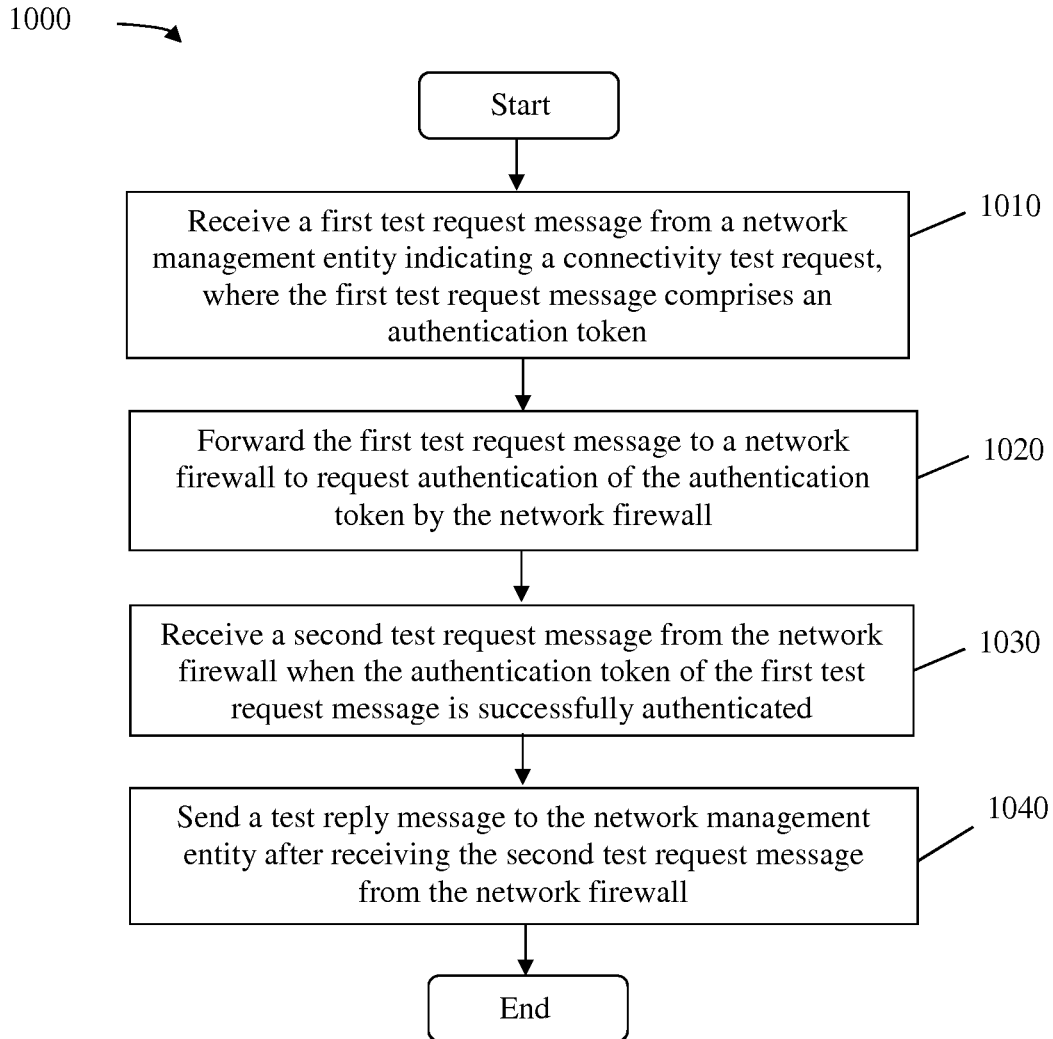 1000
Start
Receive a first test request message from a network
management entity indicating a connectivity test request,
where the first test request message comprises an
authentication token
1010
Forward the first test request message to a network
firewall to request authentication of the authentication
token by the network firewall
1020
Receive a second test request message from the network
firewall when the authentication token of the first test
request message is successfully authenticated
1030
Send a test reply message to the network management
entity after receiving the second test request message
from the network firewall
1040
End